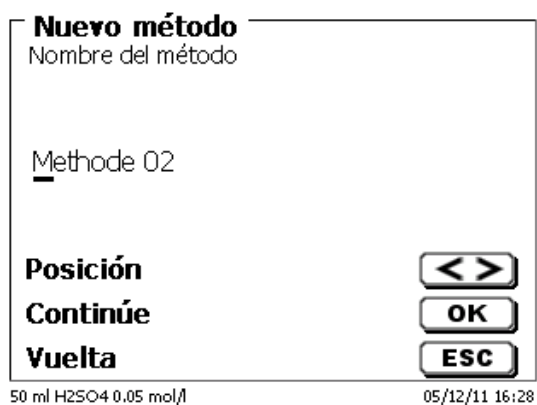 Nuevo método
Nombre del método
Methode 02
Posición < >
Continúe OK
Vuelta ESC
50 ml H2SO4 0.05 mol/l 05/12/11 16:28